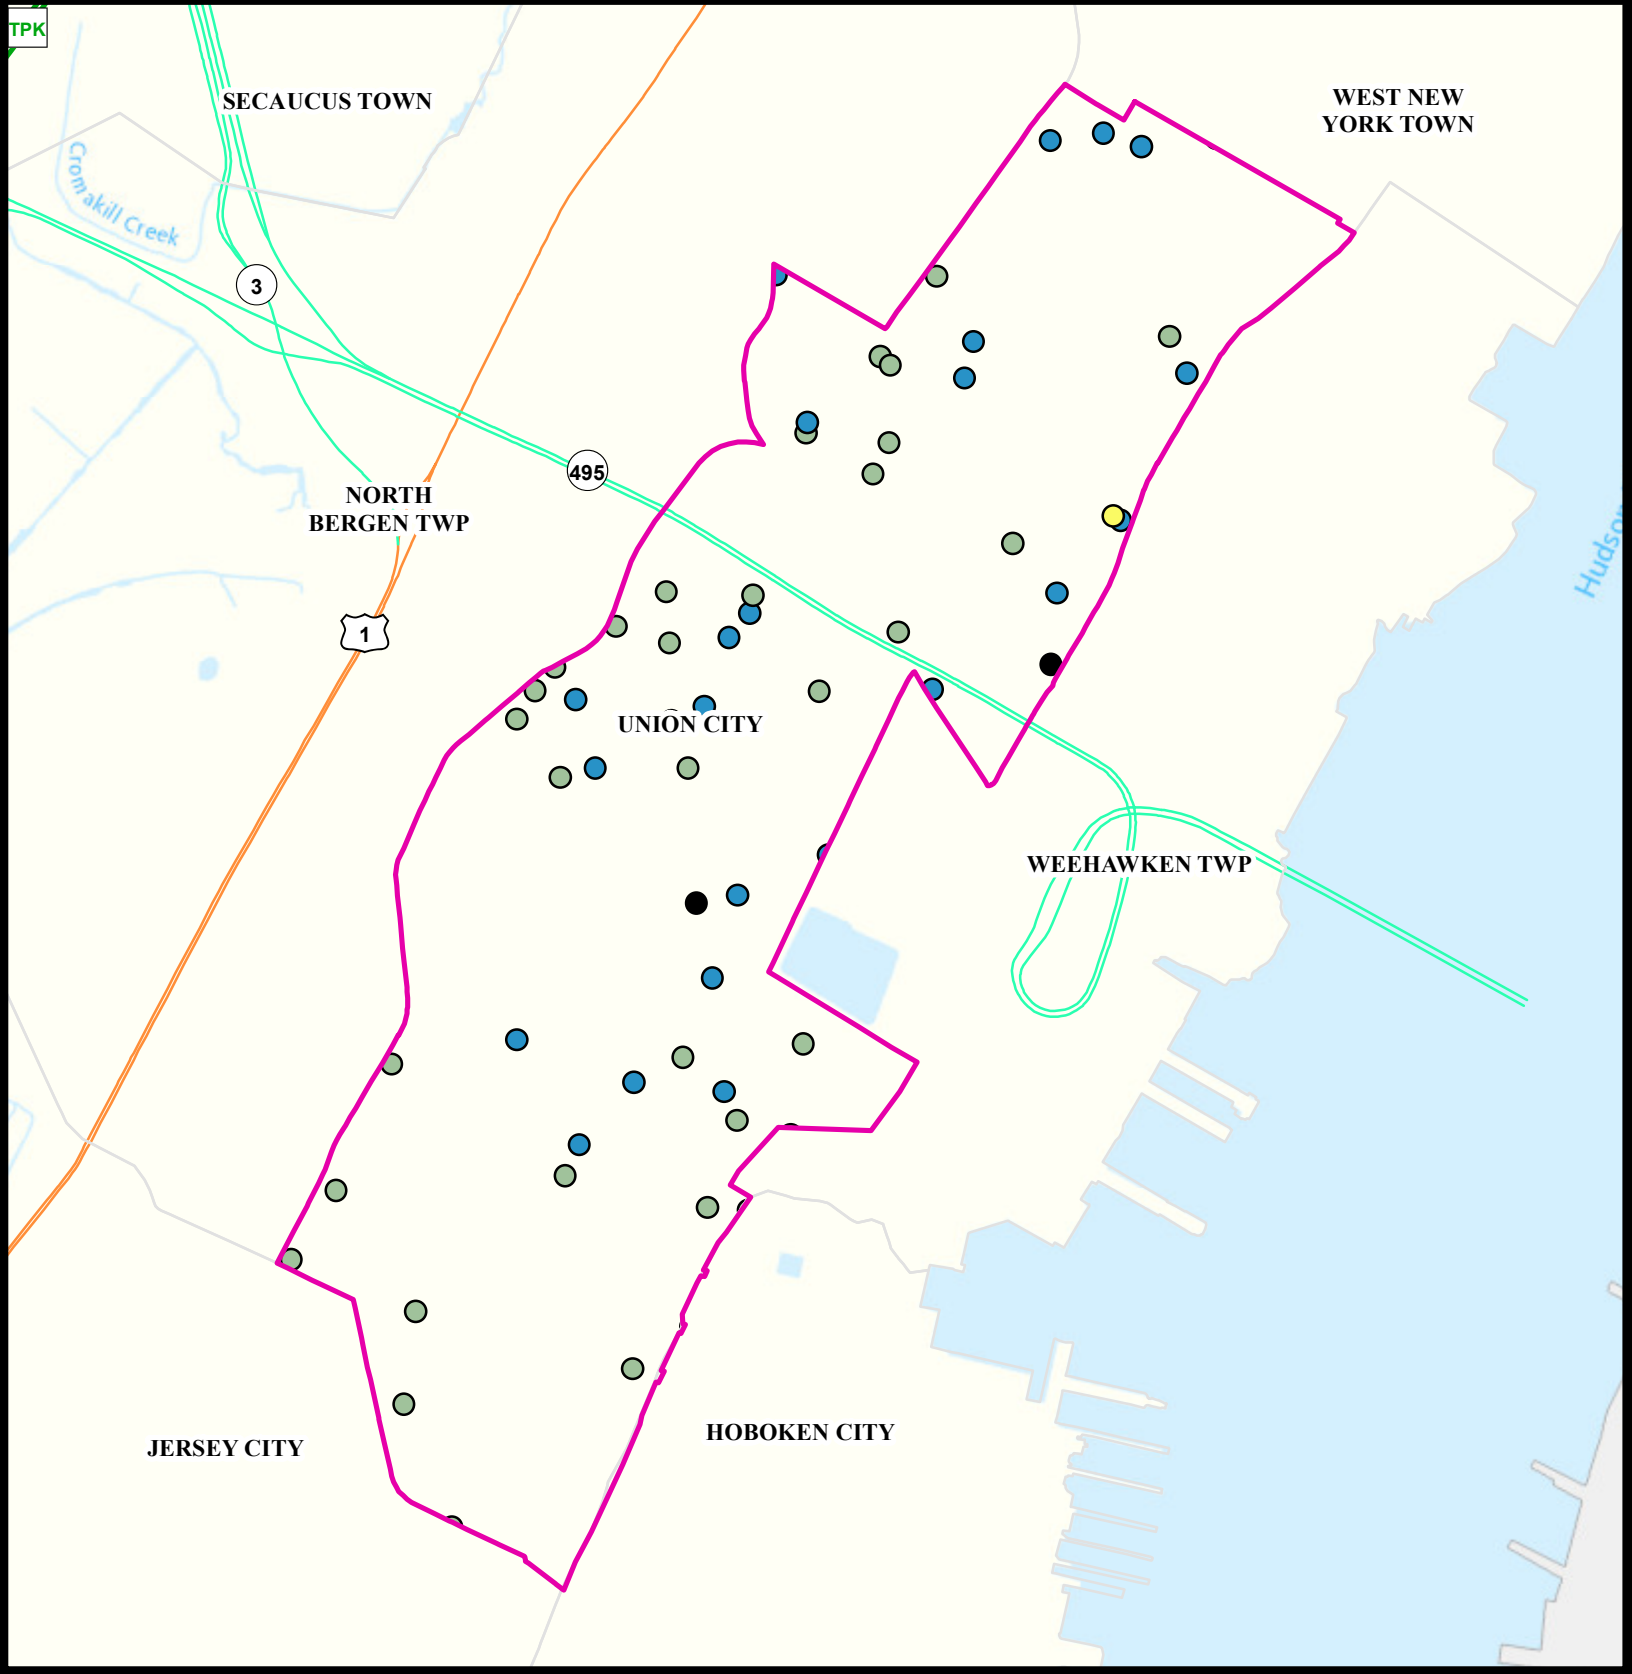 TPK
SECAUCUS TOWN
WEST NEW
YORK TOWN
Cromakill Creek
3
495
NORTH
BERGEN TWP
1
UNION CITY
WEEHAWKEN TWP
JERSEY CITY
HOBOKEN CITY